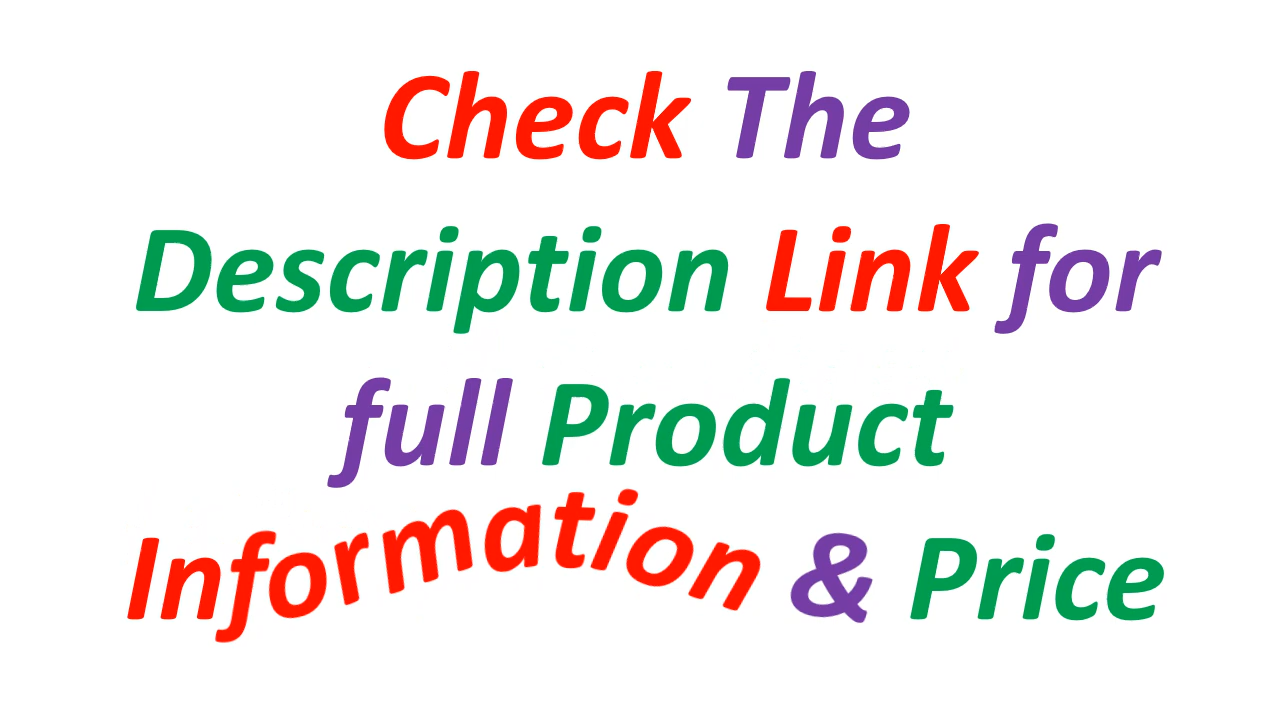 Check The
Description Link for
full Product
Information & Price